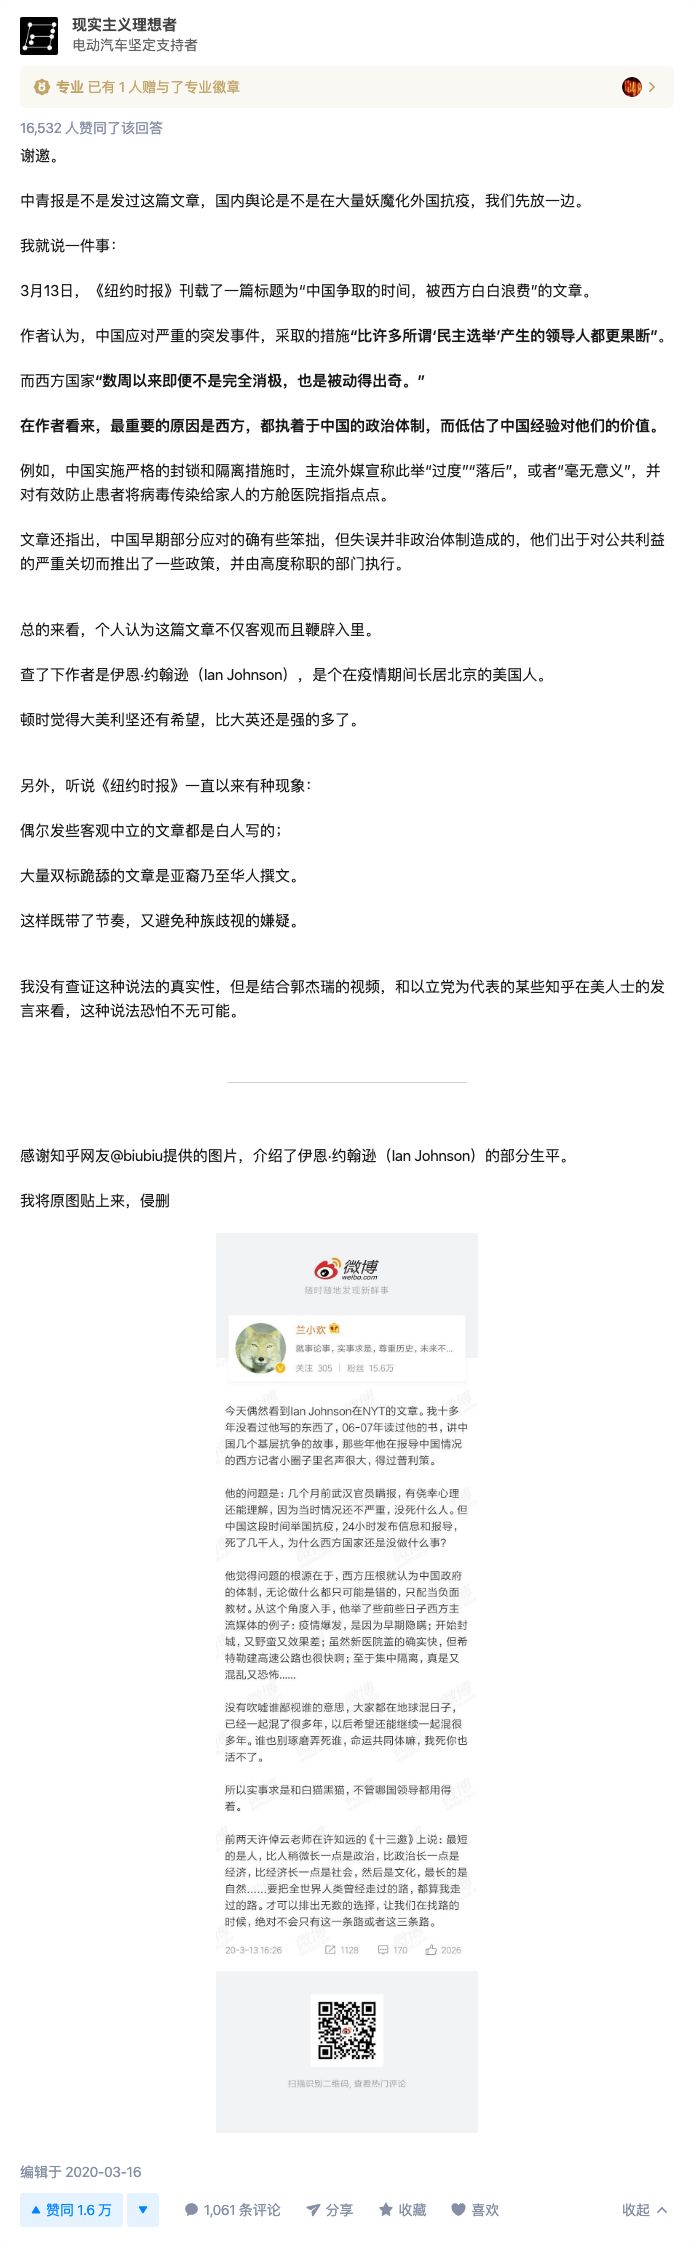 现实主义理想者
电动汽车坚定支持者
专业 已有 1 人赠与了专业徽章
16,532 人赞同了该回答
谢邀。
中青报是不是发过这篇文章，国内舆论是不是在大量妖魔化外国抗疫，我们先放一边。
我就说一件事：
3月13日，《纽约时报》刊载了一篇标题为“中国争取的时间，被西方白白浪费”的文章。
作者认为，中国应对严重的突发事件，采取的措施“比许多所谓‘民主选举’产生的领导人都更果断”。
而西方国家“数周以来即便不是完全消极，也是被动得出奇。”
在作者看来，最重要的原因是西方，都执着于中国的政治体制，而低估了中国经验对他们的价值。
例如，中国实施严格的封锁和隔离措施时，主流外媒宣称此举“过度”“落后”，或者“毫无意义”，并
对有效防止患者将病毒传染给家人的方舱医院指指点点。
文章还指出，中国早期部分应对的确有些笨拙，但失误并非政治体制造成的，他们出于对公共利益
的严重关切而推出了一些政策，并由高度称职的部门执行。
总的来看，个人认为这篇文章不仅客观而且鞭辟入里。
查了下作者是伊恩·约翰逊（Ian Johnson）, 是个在疫情期间长居北京的美国人。
顿时觉得大美利坚还有希望，比大英还是强的多了。
另外，听说《纽约时报》一直以来有种现象：
偶尔发些客观中立的文章都是白人写的；
大量双标跪舔的文章是亚裔乃至华人撰文。
这样既带了节奏，又避免种族歧视的嫌疑。
我没有查证这种说法的真实性，但是结合郭杰瑞的视频，和以立党为代表的某些知乎在美人士的发
言来看，这种说法恐怕不无可能。
感谢知乎网友@biubiu提供的图片，介绍了伊恩·约翰逊（Ian Johnson）的部分生平。
我将原图贴上来，侵删
微博
weibo.com
随时随地发现新鲜事
兰小欢
就事论事，实事求是，尊重历史，未来不...
关注 305 | 粉丝 15.6万
今天偶然看到Ian Johnson在NYT的文章。我十多
年没看过他写的东西了，06-07年读过他的书，讲中
国几个基层抗争的故事，那些年他在报导中国情况
的西方记者小圈子里名声很大，得过普利策。
他的问题是：几个月前武汉官员瞒报，有侥幸心理
还能理解，因为当时情况还不严重，没死什么人。但
中国这段时间举国抗疫，24小时发布信息和报导，
死了几千人，为什么西方国家还是没做什么事?
他觉得问题的根源在于，西方压根就认为中国政府
的体制，无论做什么都只可能是错的，只配当负面
教材。从这个角度入手，他举了些前些日子西方主
流媒体的例子：疫情爆发，是因为早期隐瞒；开始封
城，又野蛮又效果差；虽然新医院盖的确实快，但希
特勒建高速公路也很快啊；至于集中隔离，真是又
混乱又恐怖......
没有吹嘘谁鄙视谁的意思，大家都在地球混日子，
已经一起混了很多年，以后希望还能继续一起混很
多年。谁也别琢磨弄死谁，命运共同体嘛，我死你也
活不了。
所以实事求是和白猫黑猫，不管哪国领导都用得
着。
前两天许倬云老师在许知远的《十三邀》上说：最短
的是人，比人稍微长一点是政治，比政治长一点是
经济，比经济长一点是社会，然后是文化，最长的是
自然......要把全世界人类曾经走过的路，都算我走
过的路。才可以排出无数的选择，让我们在找路的
时候，绝对不会只有这一条路或者这三条路。
20-3-13 16:26 1128 170 2026
扫描识别二维码, 查看热门评论
编辑于 2020-03-16
赞同 1.6 万 1,061 条评论 分享 收藏 喜欢 收起